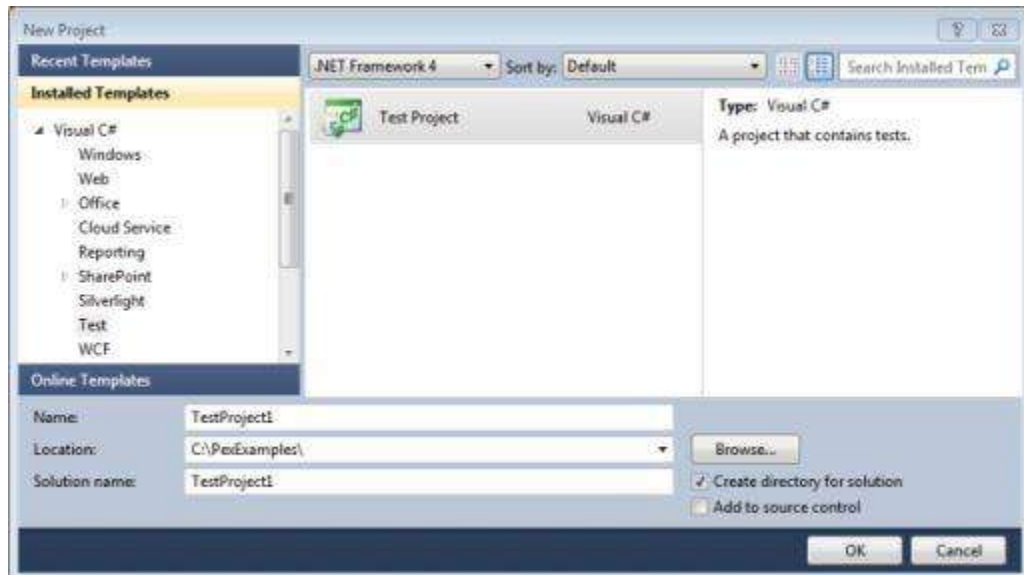 New Project
Recent Templates
.NET Framework 4
Sort by: Default
Search Installed Tem
Installed Templates
Visual C#
Windows
Web
Office
Cloud Service
Reporting
SharePoint
Silverlight
Test
WCF
Online Templates
Test Project
Visual C#
Type: Visual C#
A project that contains tests.
Name:
TestProject1
Location:
C:\PexExamples\
Browse...
Solution name:
TestProject1
Create directory for solution
Add to source control
OK
Cancel